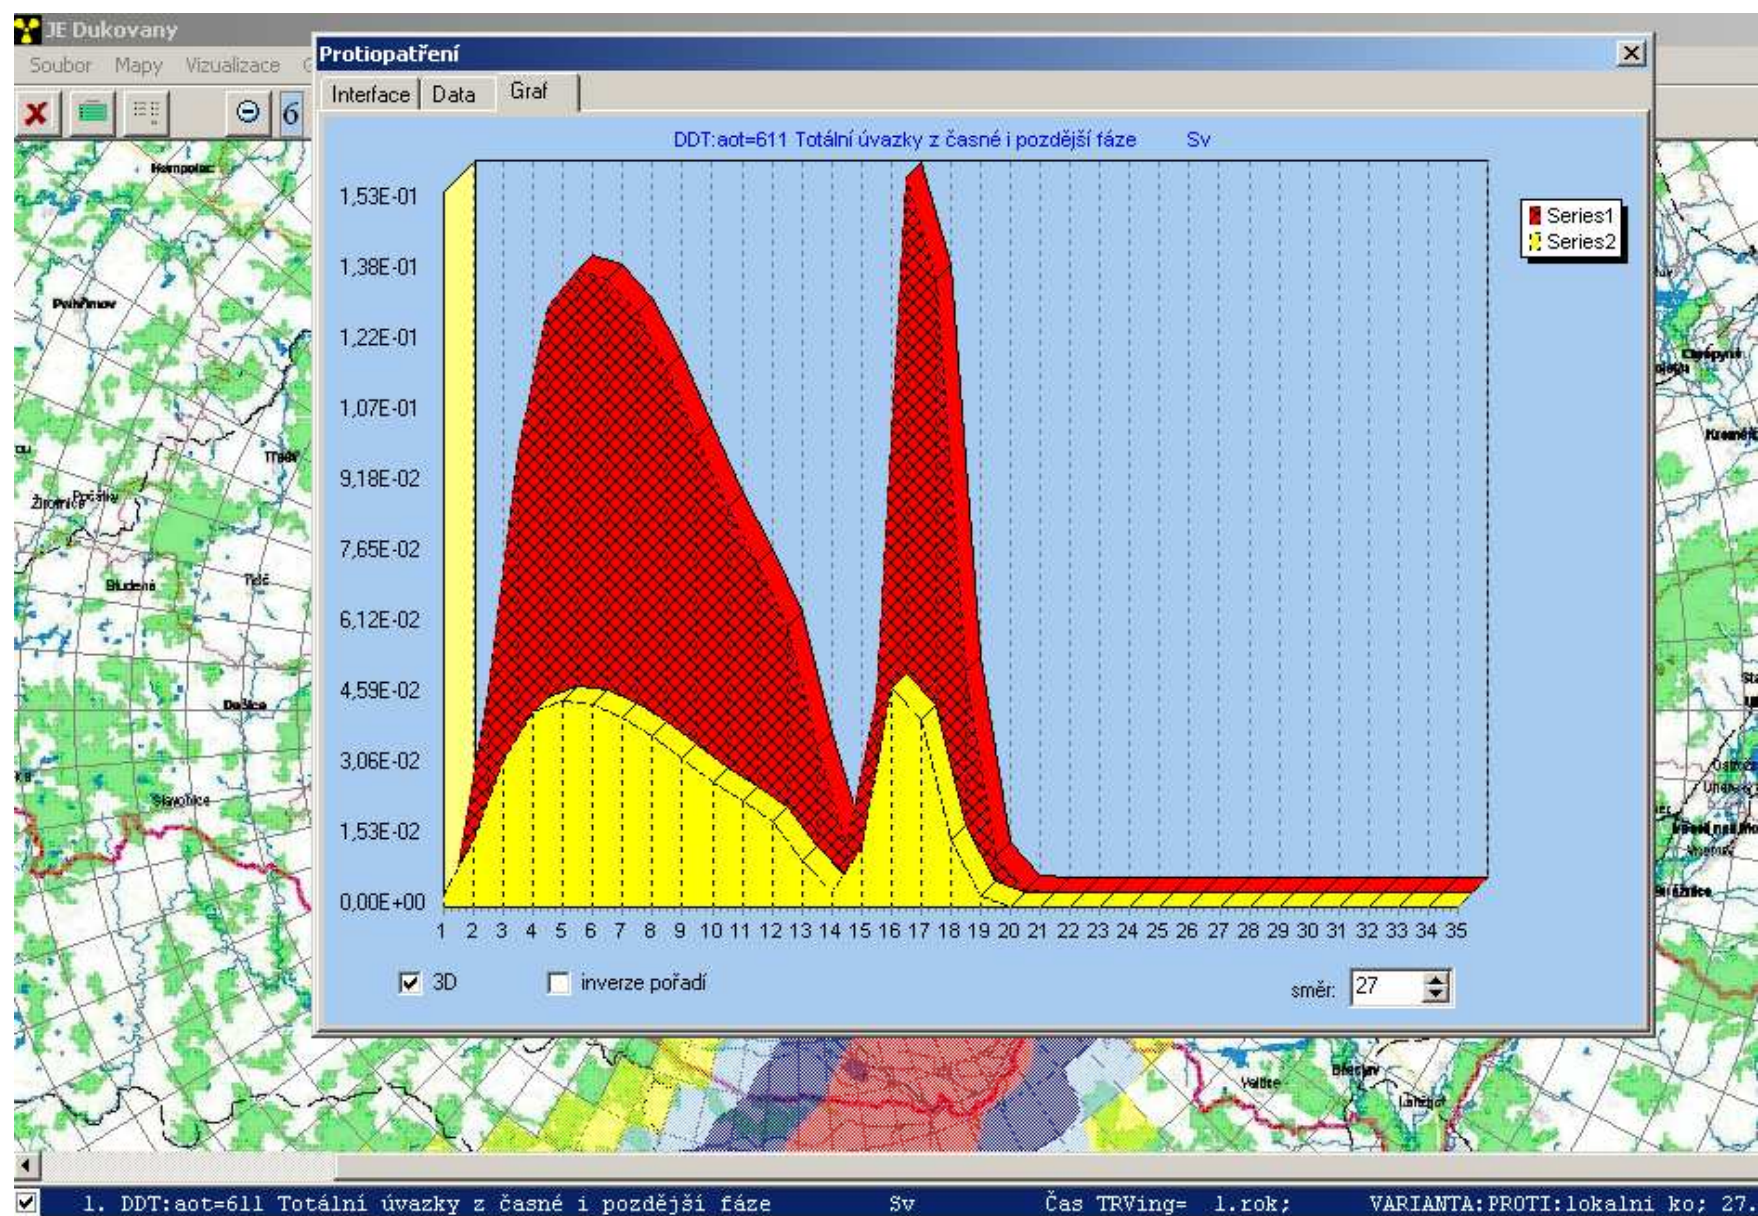 JE Dukovany
Soubor Mapy Vizualizace
Protiopatření
Interface Data Graf
6
DDT:aot=611 Totální úvazky z časné i pozdější fáze Sv
1,53E-01
1,38E-01
1,22E-01
1,07E-01
9,18E-02
7,65E-02
6,12E-02
4,59E-02
3,06E-02
1,53E-02
0,00E+00
1 2 3 4 5 6 7 8 9 10 11 12 13 14 15 16 17 18 19 20 21 22 23 24 25 26 27 28 29 30 31 32 33 34 35
Series1
Series2
3D
inverze pořadí
směr: 27
Humpolec
Pelhřimov
Třešť
Žirovnice
Počátky
Studená
Telč
Dačice
Slavonice
Valtice
Břeclav
Lanžhot
1. DDT:aot=611 Totální úvazky z časné i pozdější fáze Sv Čas TRVing= 1.rok; VARIANTA:PROTI:lokalni ko; 27.